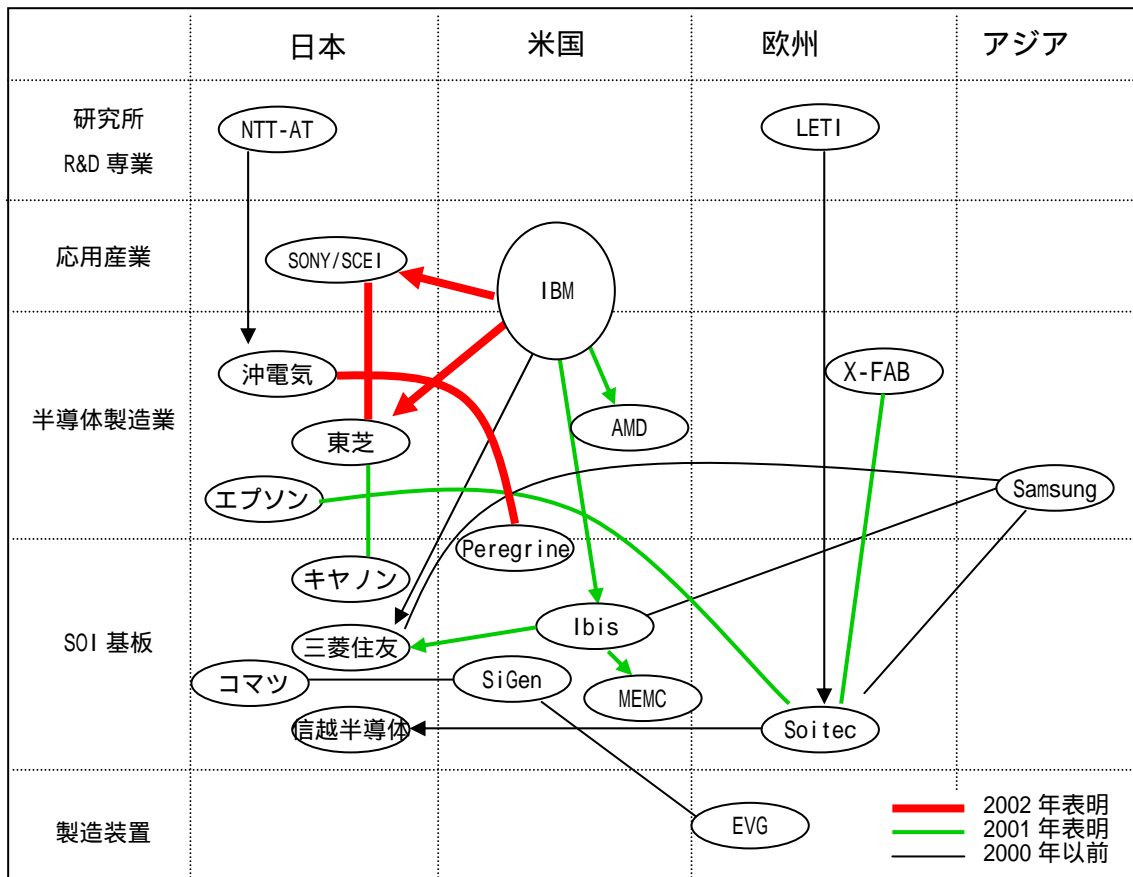 日本
米国
欧州
アジア
研究所
R&D 専業
NTT-AT
LETI
応用産業
SONY/SCEI
IBM
半導体製造業
沖電気
X-FAB
AMD
東芝
エプソン
Samsung
Peregrine
SOI 基板
キヤノン
三菱住友
Ibis
コマツ
SiGen
MEMC
信越半導体
Soitec
製造装置
EVG
2002 年表明
2001 年表明
2000 年以前